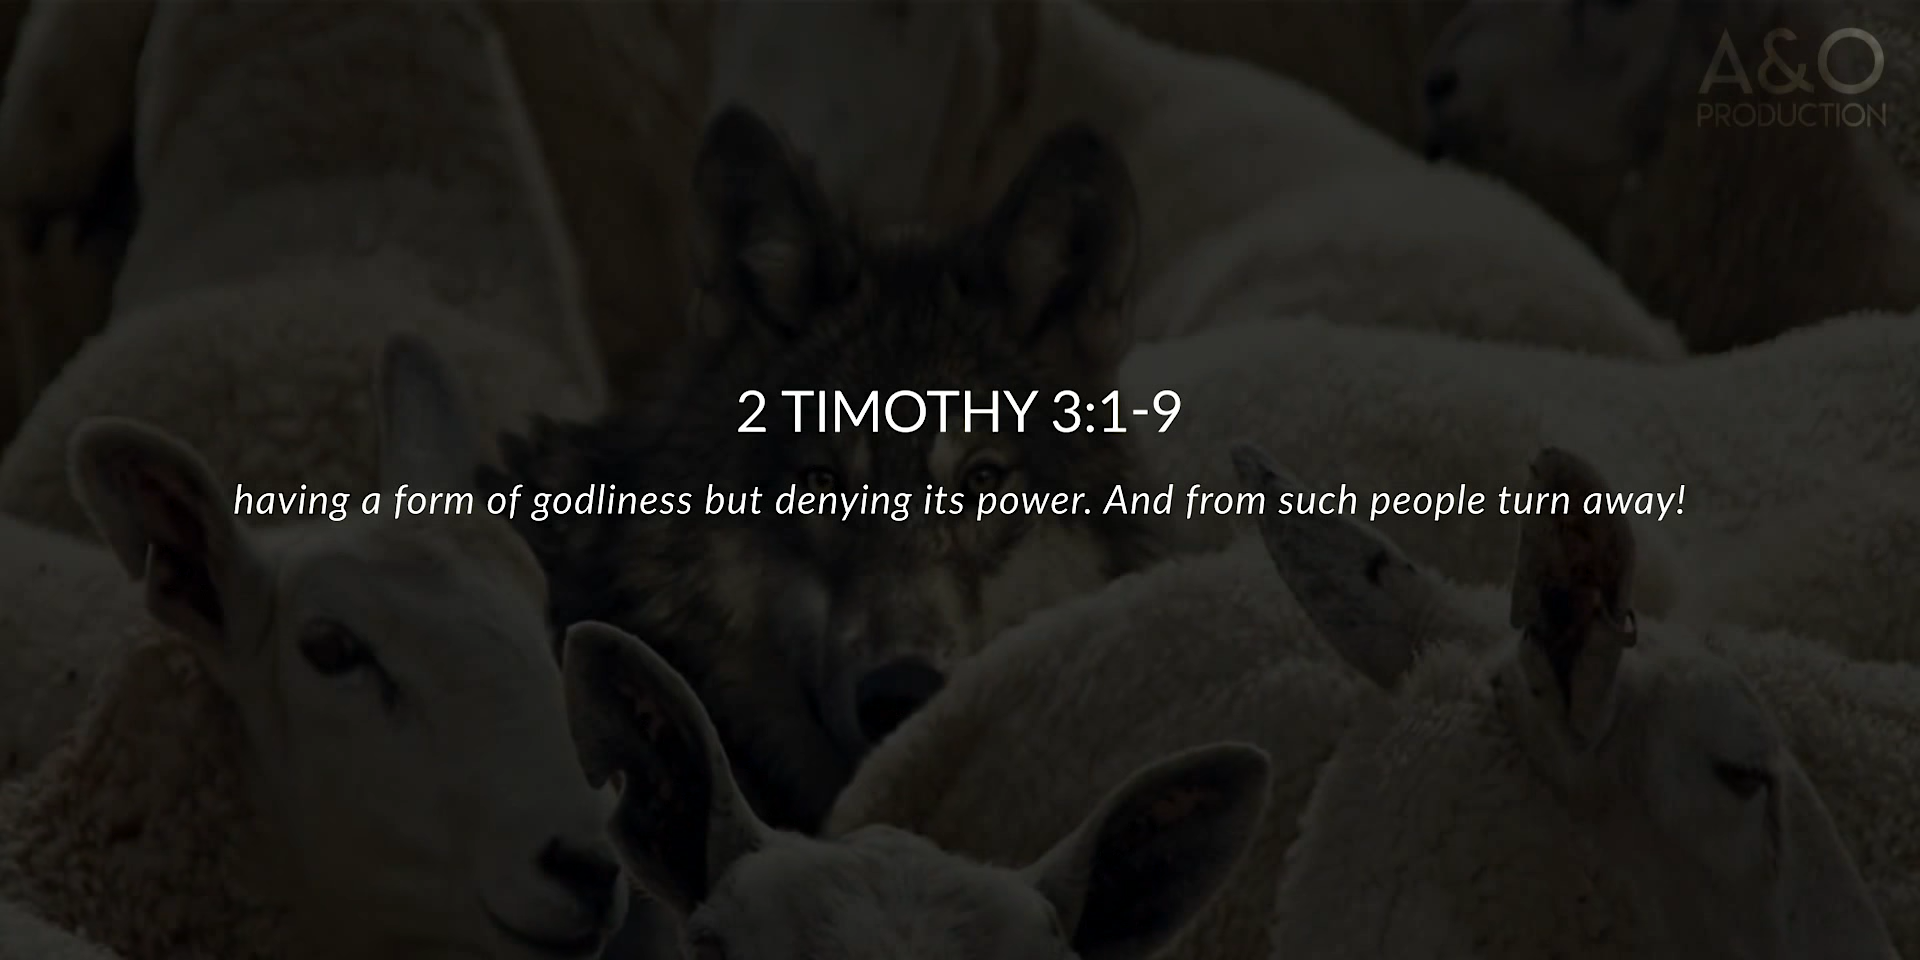 A&O
PRODUCTION
2 TIMOTHY 3:1-9
having a form of godliness but denying its power. And from such people turn away!